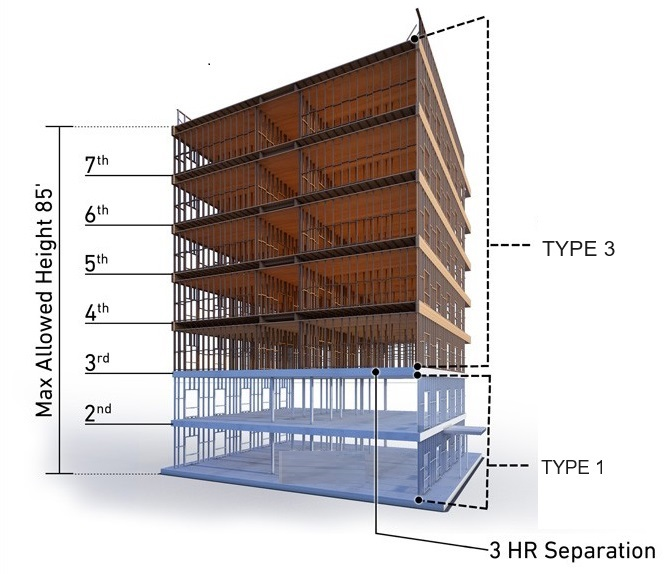 7th
6th
5th
4th
3rd
2nd
Max Allowed Height 85'
TYPE 3
TYPE 1
3 HR Separation